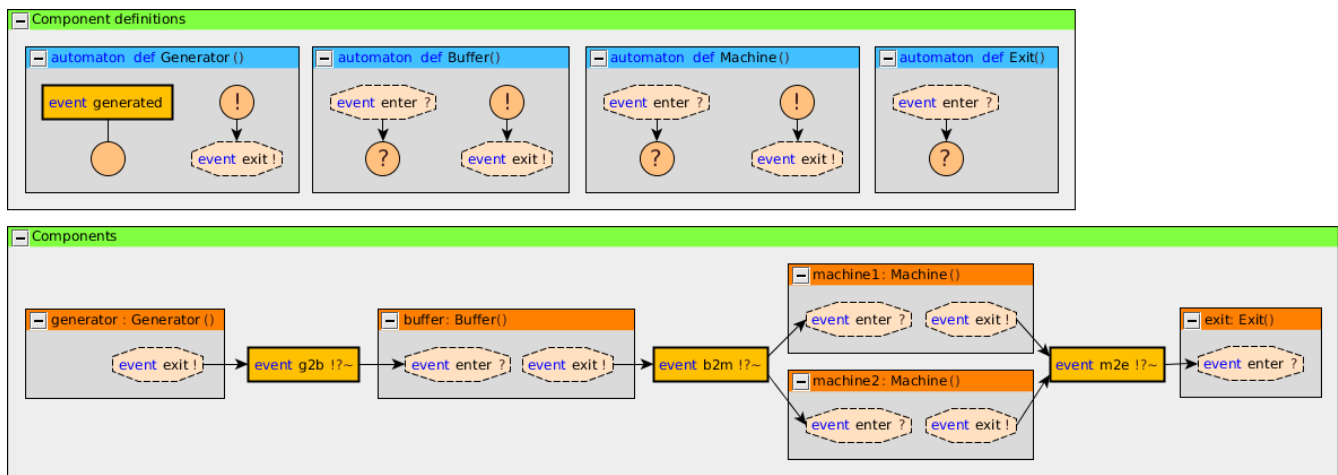 Component definitions
automaton def Generator()
event generated
!
event exit !
automaton def Buffer()
event enter ?
?
!
event exit !
automaton def Machine()
event enter ?
?
!
event exit !
automaton def Exit()
event enter ?
?
Components
generator: Generator()
event exit !
event g2b !?~
buffer: Buffer()
event enter ?
event exit !
event b2m !?~
machine1: Machine()
event enter ?
event exit !
machine2: Machine()
event enter ?
event exit !
event m2e !?~
exit: Exit()
event enter ?